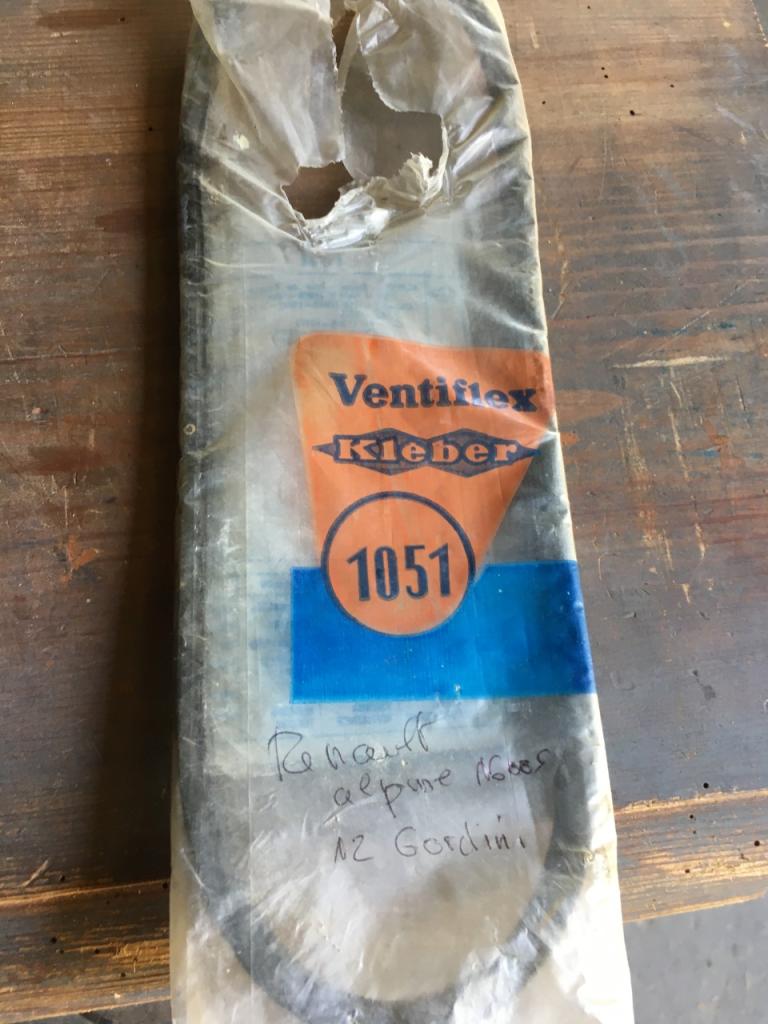 Ventiflex
Kleber
1051
Renault
alpine 1600S
12 Gordini